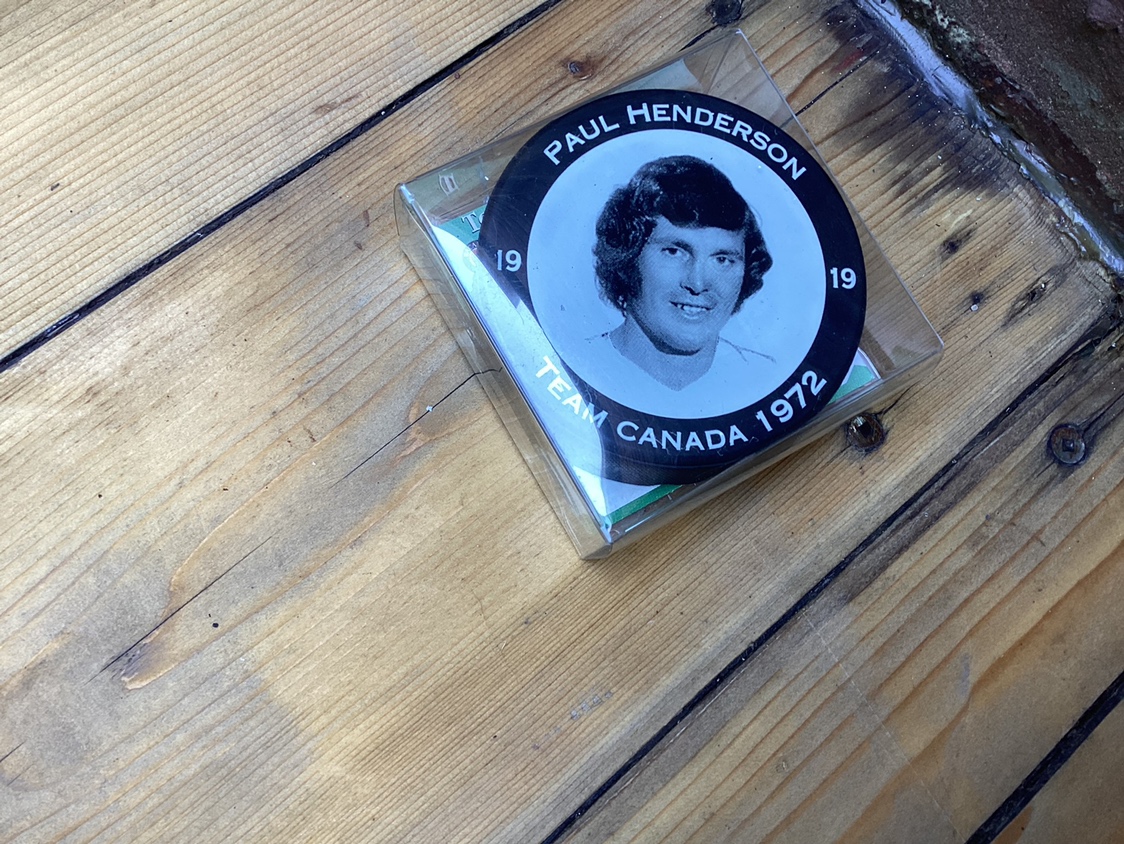 PAUL HENDERSON
19 19
TEAM CANADA 1972